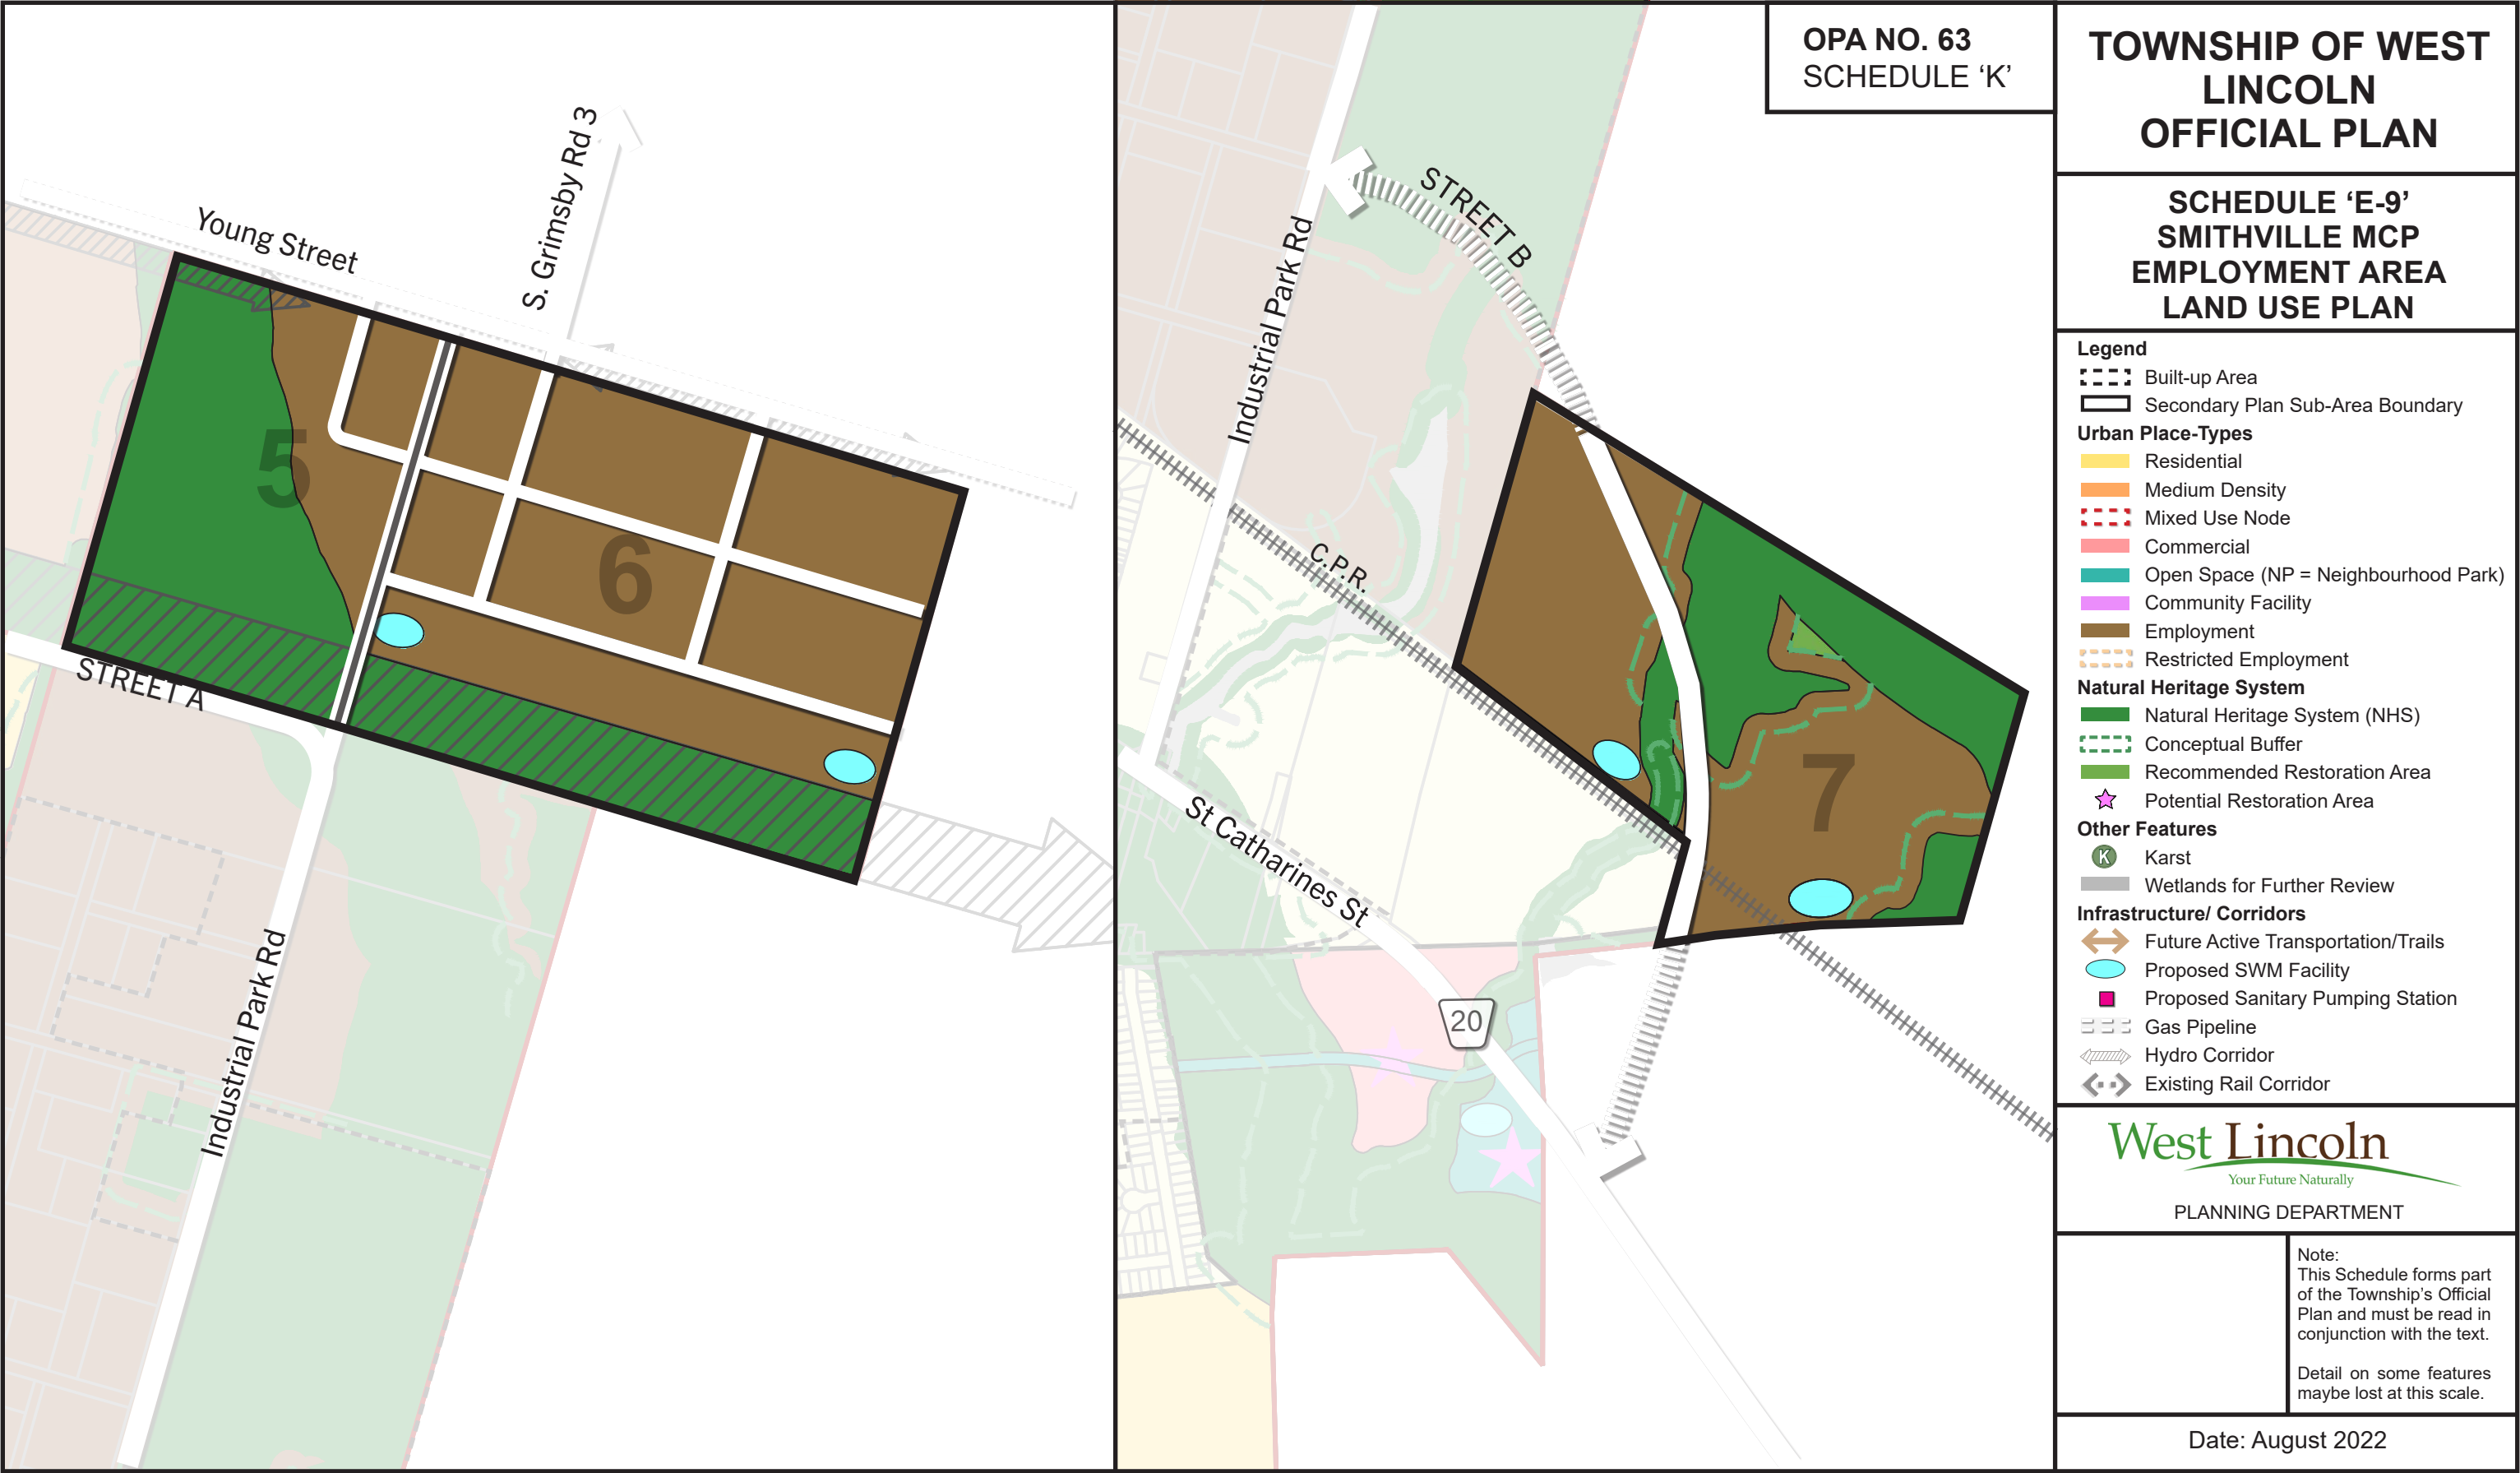 Young Street
S. Grimsby Rd 3
5
6
STREET A
Industrial Park Rd
OPA NO. 63
SCHEDULE ‘K’
STREET B
Industrial Park Rd
C.P.R.
7
St Catharines St
20
TOWNSHIP OF WEST
LINCOLN
OFFICIAL PLAN
SCHEDULE ‘E-9’
SMITHVILLE MCP
EMPLOYMENT AREA
LAND USE PLAN
Legend
Built-up Area
Secondary Plan Sub-Area Boundary
Urban Place-Types
Residential
Medium Density
Mixed Use Node
Commercial
Open Space (NP = Neighbourhood Park)
Community Facility
Employment
Restricted Employment
Natural Heritage System
Natural Heritage System (NHS)
Conceptual Buffer
Recommended Restoration Area
Potential Restoration Area
Other Features
K Karst
Wetlands for Further Review
Infrastructure/ Corridors
Future Active Transportation/Trails
Proposed SWM Facility
Proposed Sanitary Pumping Station
Gas Pipeline
Hydro Corridor
Existing Rail Corridor
West Lincoln
Your Future Naturally
PLANNING DEPARTMENT
Note:
This Schedule forms part
of the Township’s Official
Plan and must be read in
conjunction with the text.
Detail on some features
maybe lost at this scale.
Date: August 2022